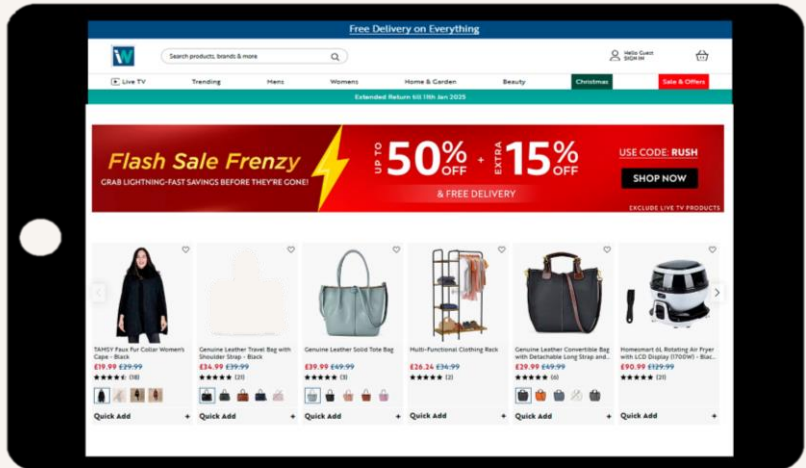 Free Delivery on Everything
iW
Search products, brands & more
Hello Guest
SIGN IN
Live TV Trending Mens Womens Home & Garden Beauty Christmas Sale & Offers
Extended Return till 15th Jan 2025
Flash Sale Frenzy
GRAB LIGHTNING-FAST SAVINGS BEFORE THEY'RE GONE!
UP TO 50% OFF + EXTRA 15% OFF
& FREE DELIVERY
USE CODE: RUSH
SHOP NOW
EXCLUDE LIVE TV PRODUCTS
TAMSY Faux Fur Collar Women's
Cape - Black
£19.99 £29.99
(18)
Quick Add +
Genuine Leather Travel Bag with
Shoulder Strap - Black
£34.99 £39.99
(21)
Quick Add +
Genuine Leather Solid Tote Bag
£39.99 £49.99
(3)
Quick Add +
Multi-Functional Clothing Rack
£26.24 £34.99
(2)
Quick Add +
Genuine Leather Convertible Bag
with Detachable Long Strap and...
£29.99 £49.99
(6)
Quick Add +
Homesmart 6L Rotating Air Fryer
with LCD Display (1700W) - Blac...
£90.99 £129.99
(21)
Quick Add +